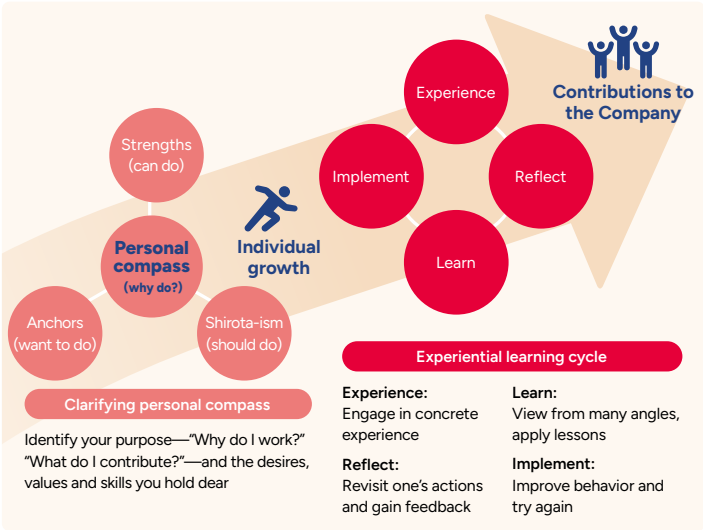 Contributions to
the Company
Experience
Implement
Reflect
Learn
Strengths
(can do)
Personal
compass
(why do?)
Individual
growth
Anchors
(want to do)
Shirota-ism
(should do)
Clarifying personal compass
Identify your purpose—“Why do I work?”
“What do I contribute?”—and the desires,
values and skills you hold dear
Experiential learning cycle
Experience:
Engage in concrete
experience
Reflect:
Revisit one’s actions
and gain feedback
Learn:
View from many angles,
apply lessons
Implement:
Improve behavior and
try again